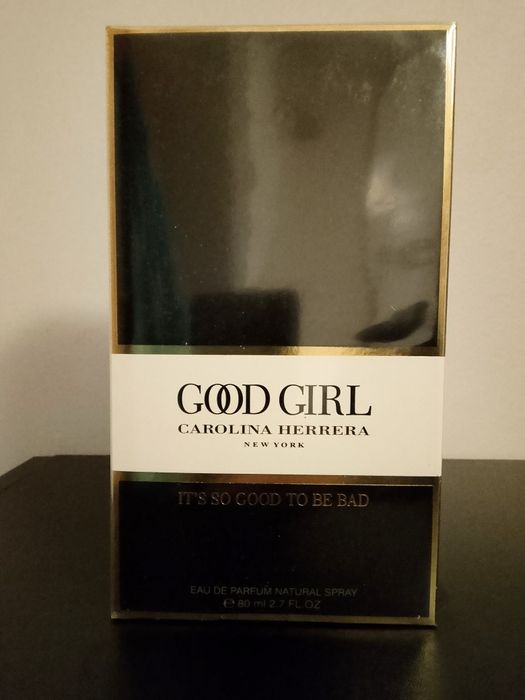 GOOD GIRL
CAROLINA HERRERA
NEW YORK
IT'S SO GOOD TO BE BAD
EAU DE PARFUM NATURAL SPRAY
℮ 80 ml 2.7 FL.OZ